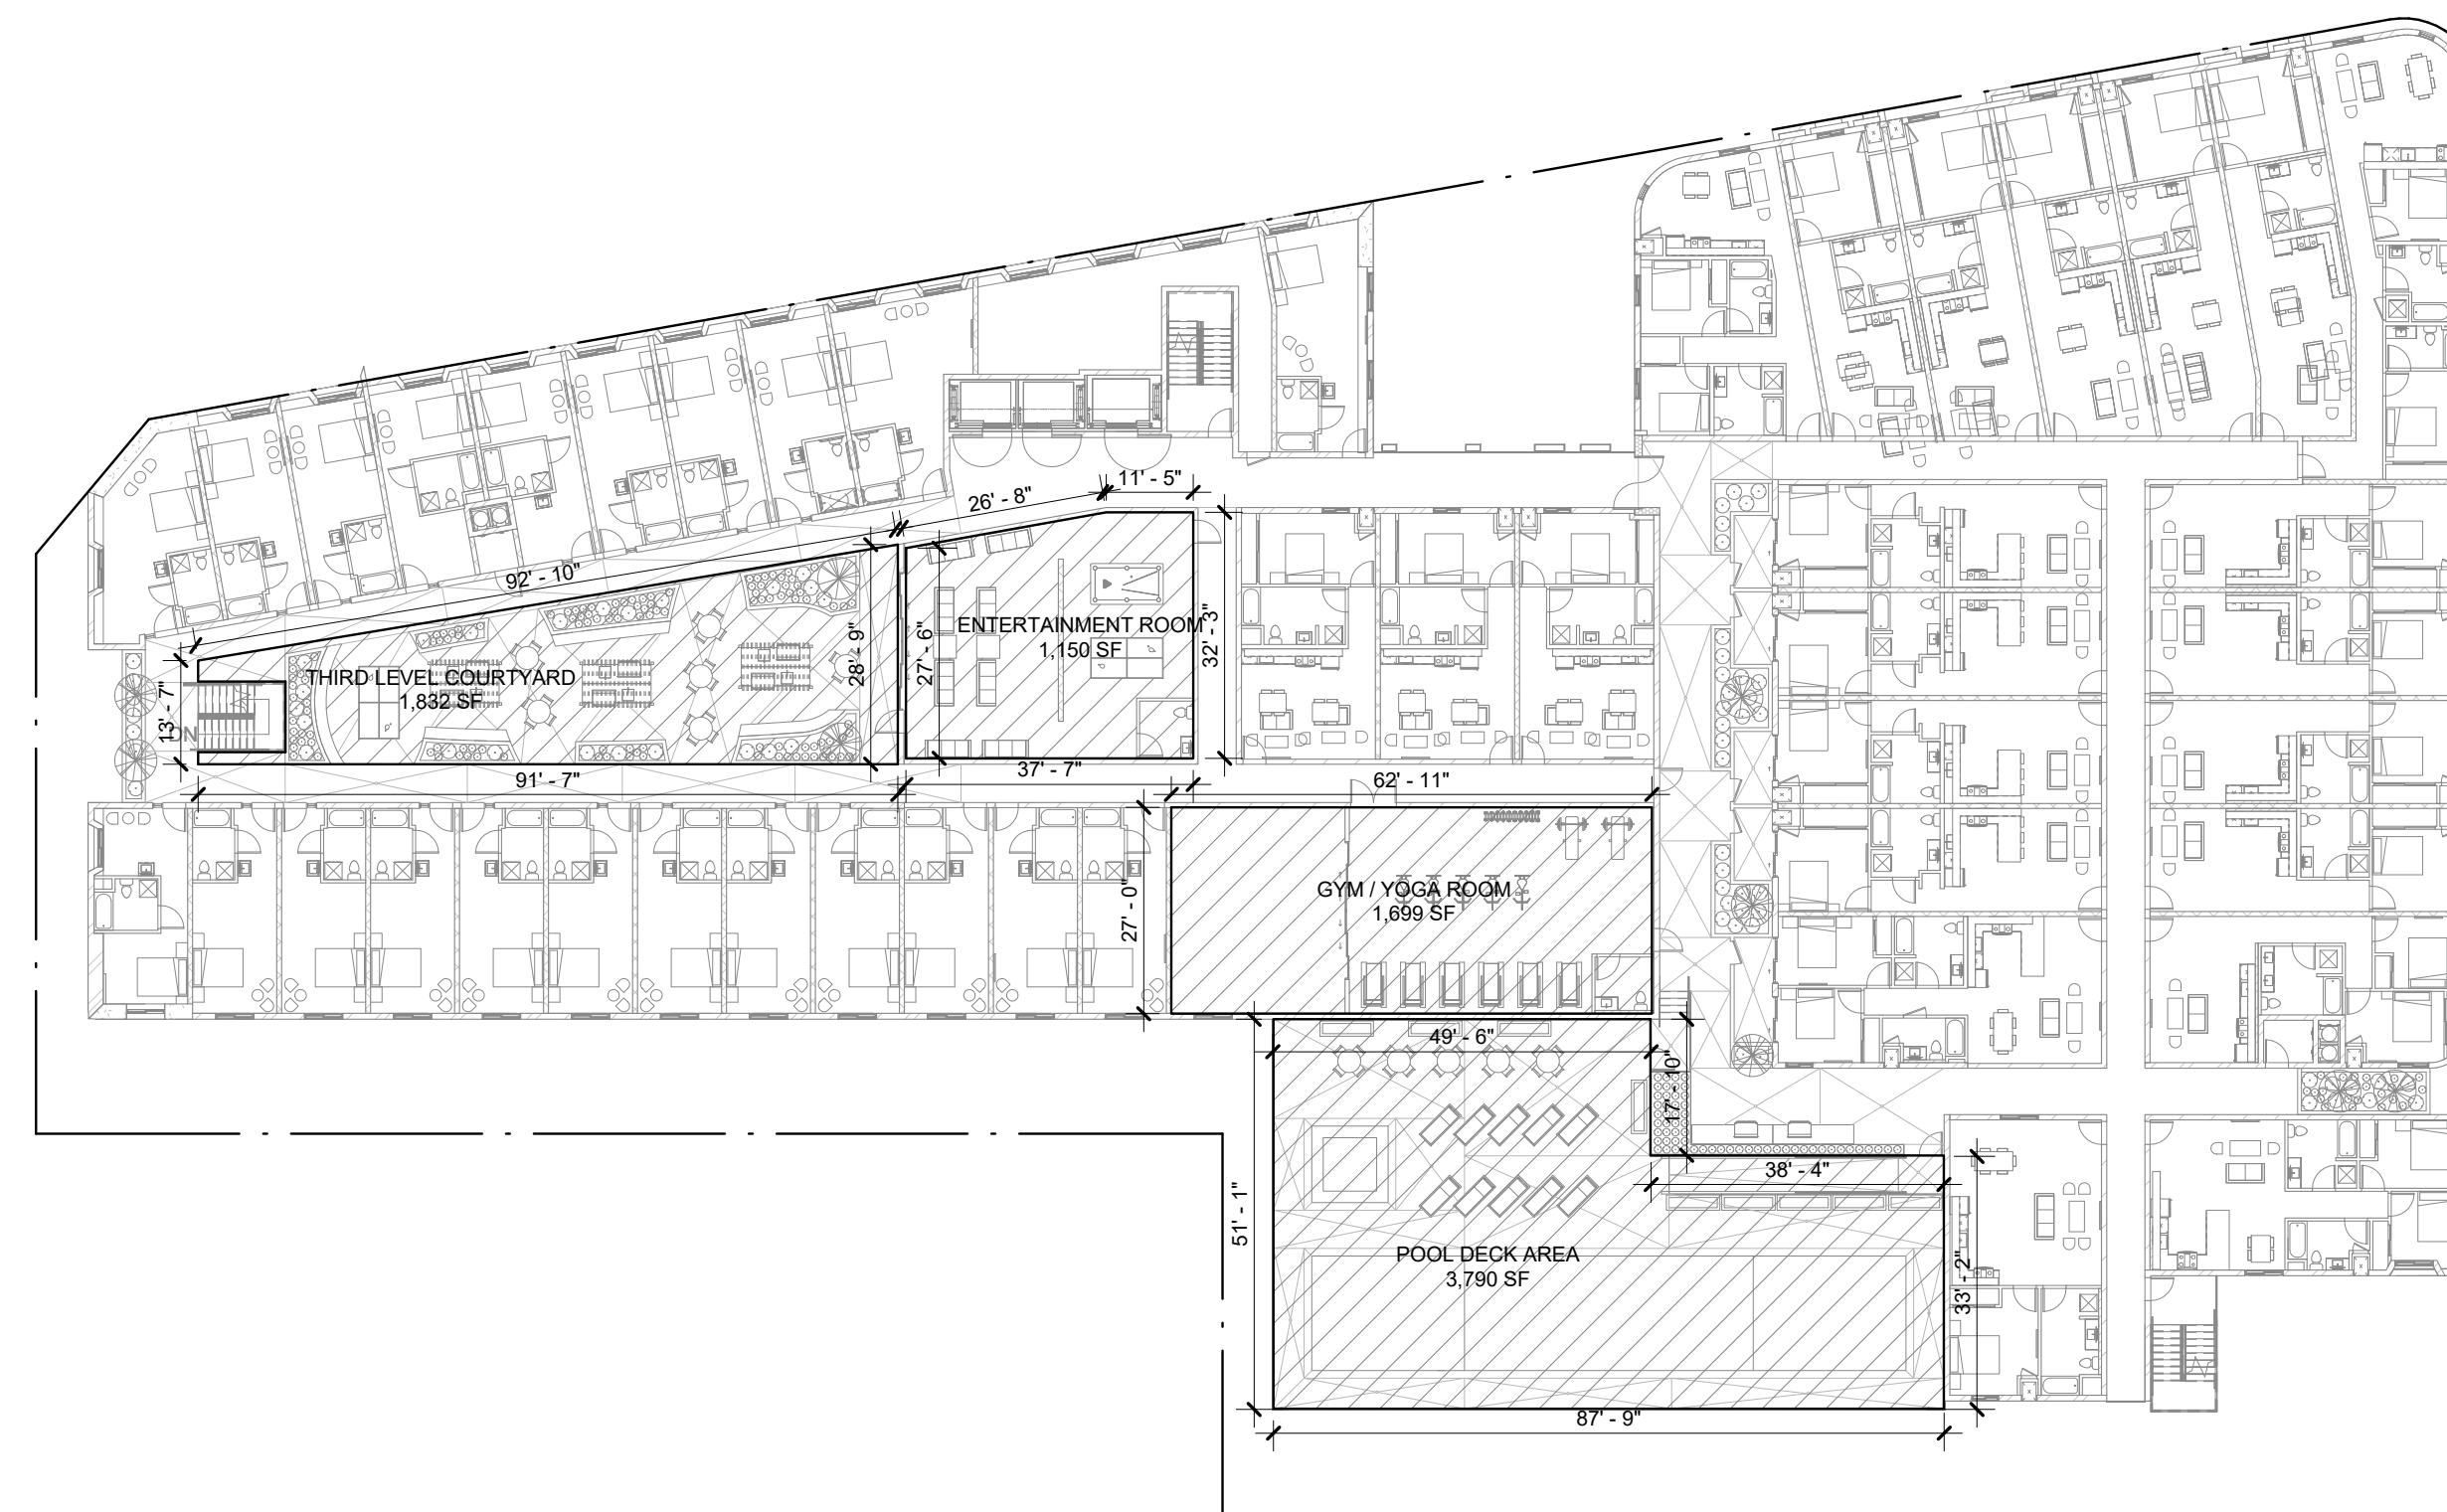 11' - 5"
26' - 8"
92' - 10"
28' - 9"
27' - 6"
32' - 3"
ENTERTAINMENT ROOM
1,150 SF
THIRD LEVEL COURTYARD
1,832 SF
13' - 7"
DN
91' - 7"
37' - 7"
62' - 11"
27' - 0"
GYM / YOGA ROOM
1,699 SF
49' - 6"
17' - 10"
38' - 4"
51' - 1"
POOL DECK AREA
3,790 SF
33' - 2"
87' - 9"